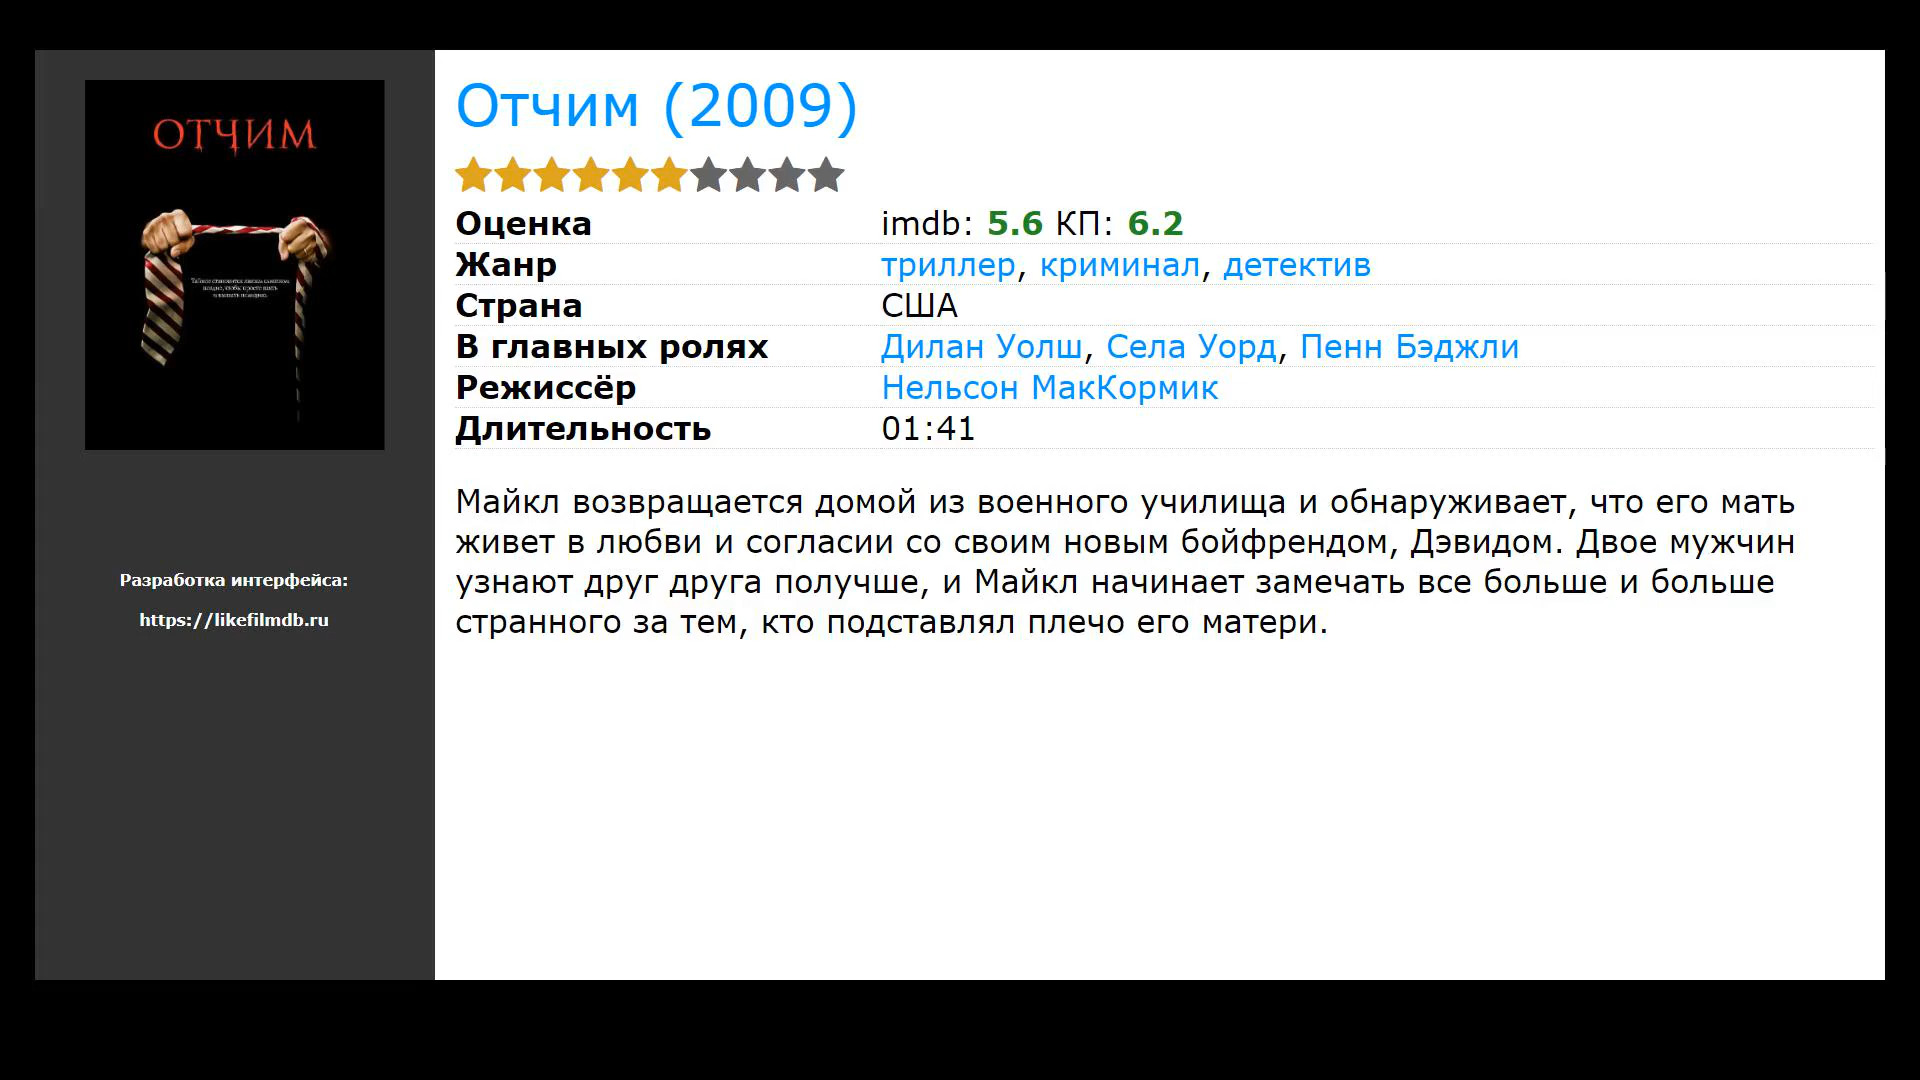 ОТЧИМ
Отчим (2009)
Оценка imdb: 5.6 КП: 6.2
Жанр триллер, криминал, детектив
Страна США
В главных ролях Дилан Уолш, Села Уорд, Пенн Бэджли
Режиссёр Нельсон МакКормик
Длительность 01:41
Майкл возвращается домой из военного училища и обнаруживает, что его мать
живет в любви и согласии со своим новым бойфрендом, Дэвидом. Двое мужчин
узнают друг друга получше, и Майкл начинает замечать все больше и больше
странного за тем, кто подставлял плечо его матери.
Разработка интерфейса:
https://likefilmdb.ru